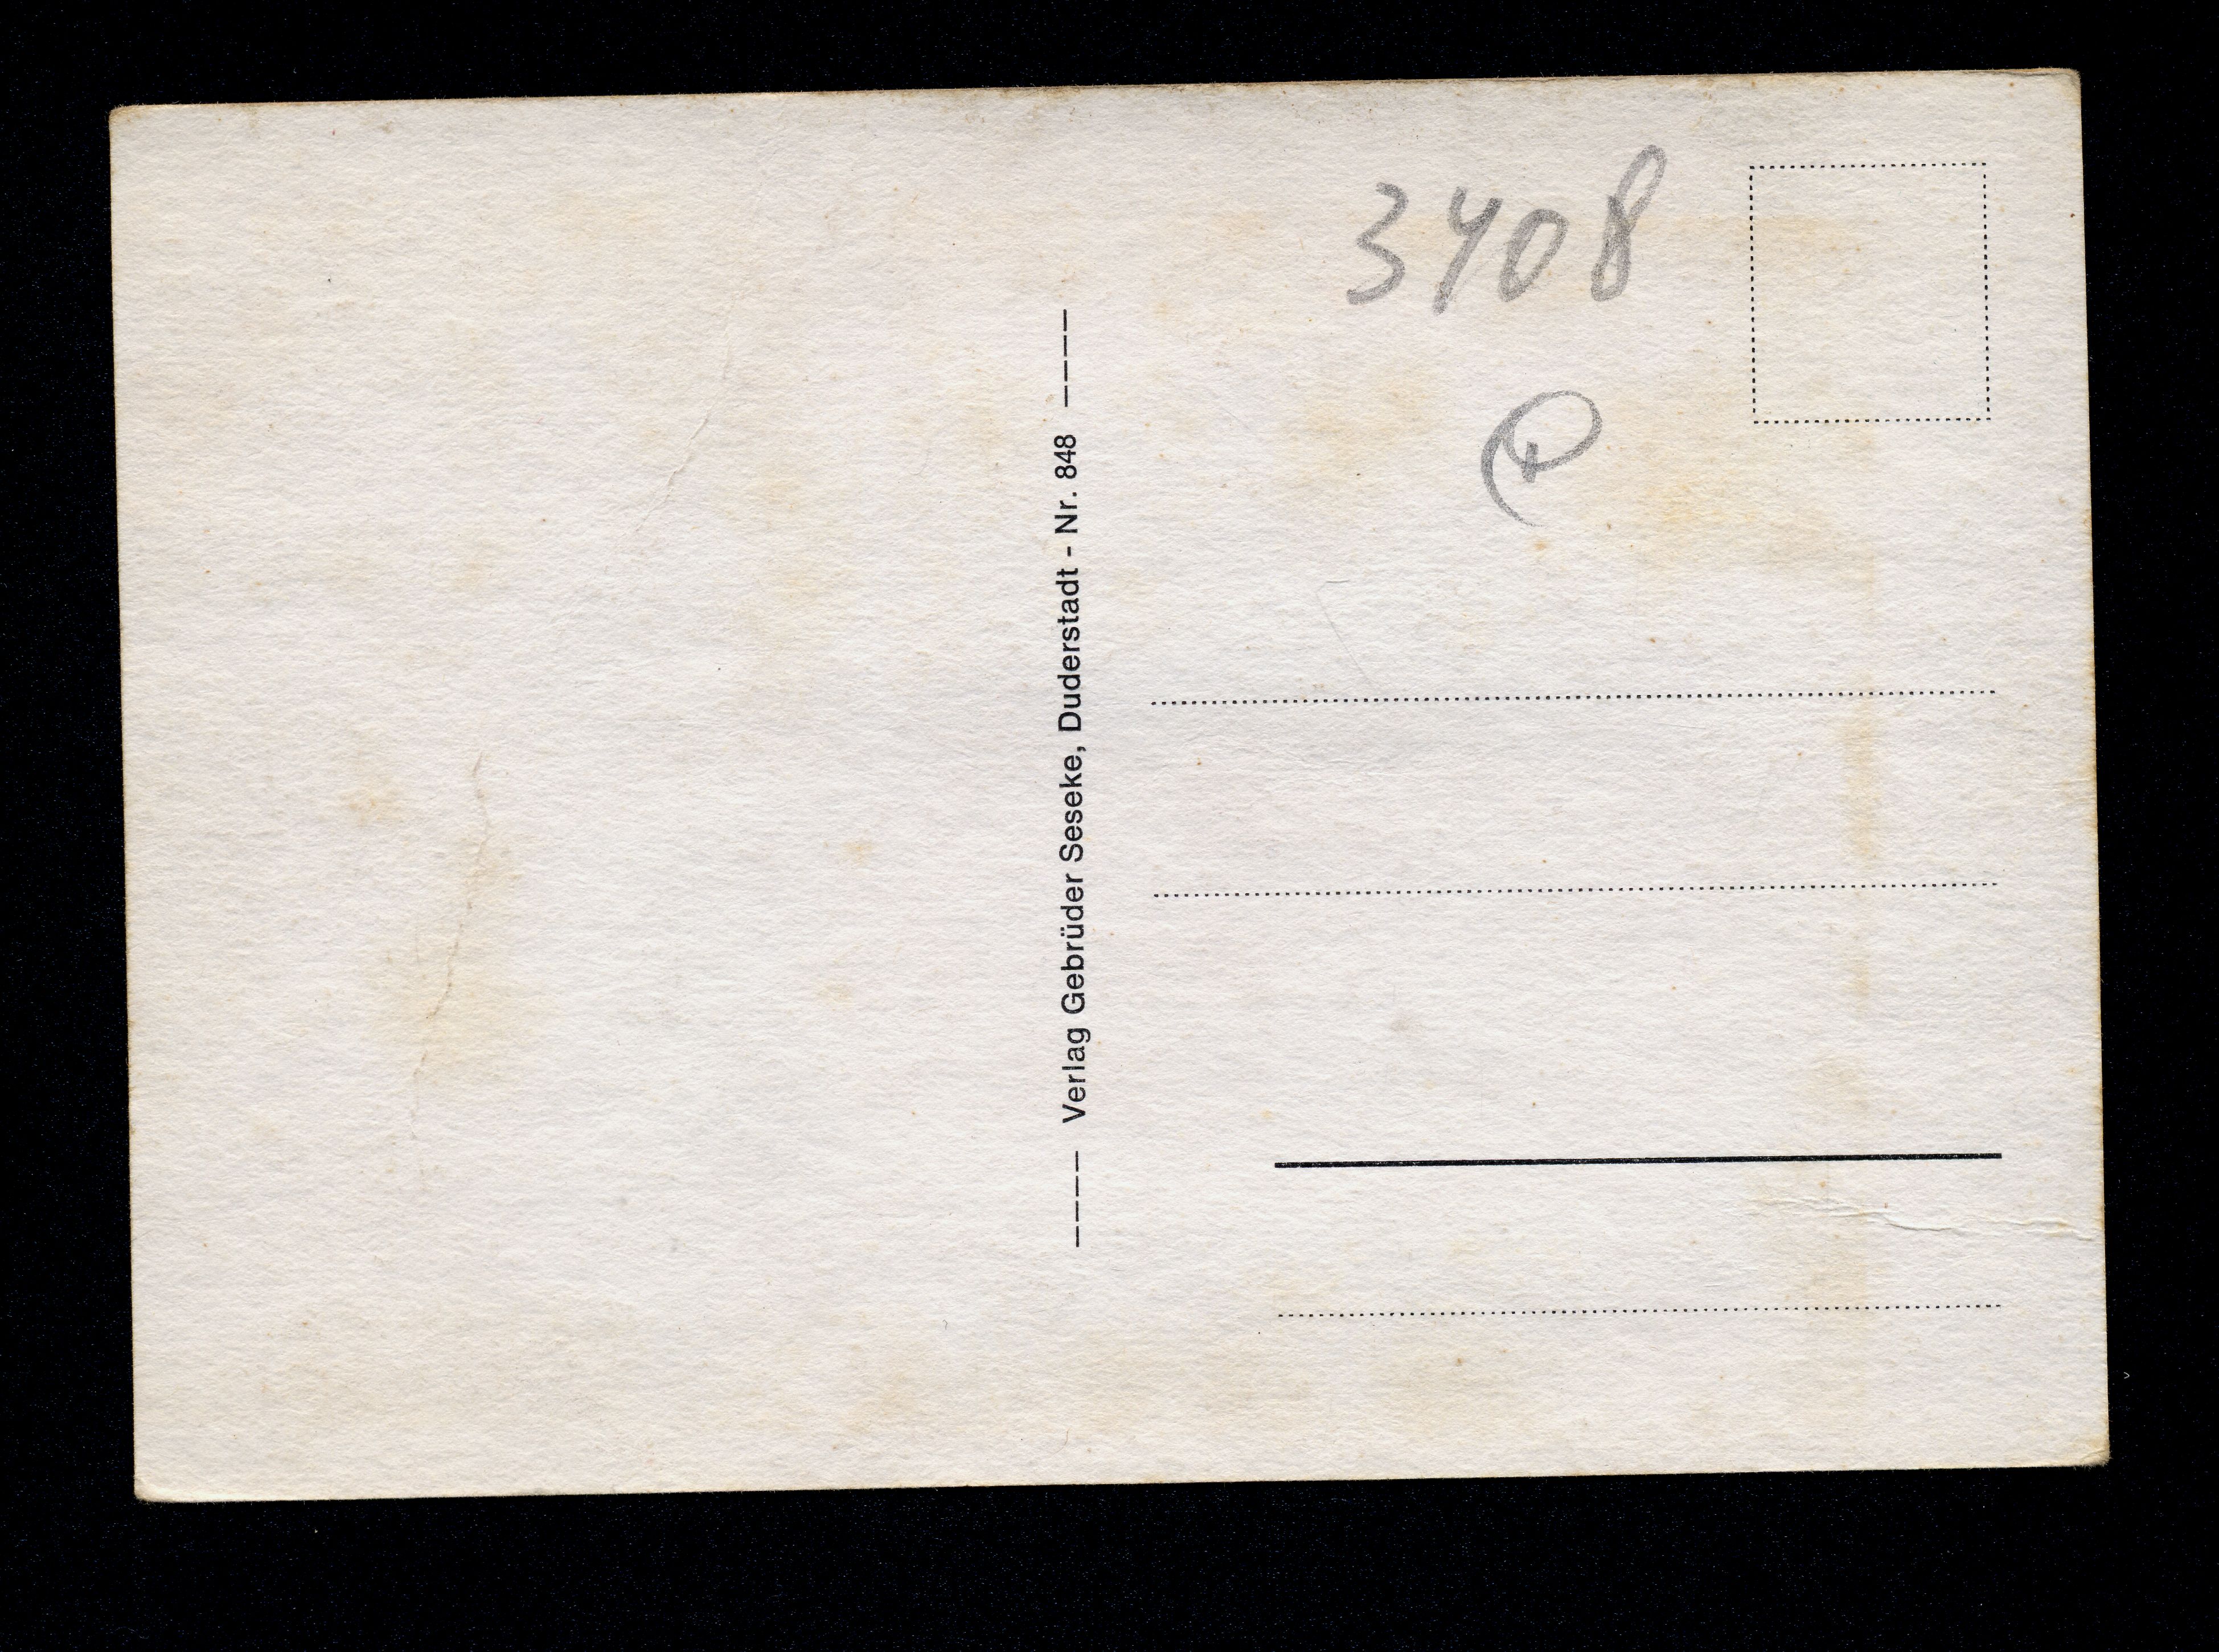 3408
Verlag Gebrüder Seseke, Duderstadt - Nr. 848